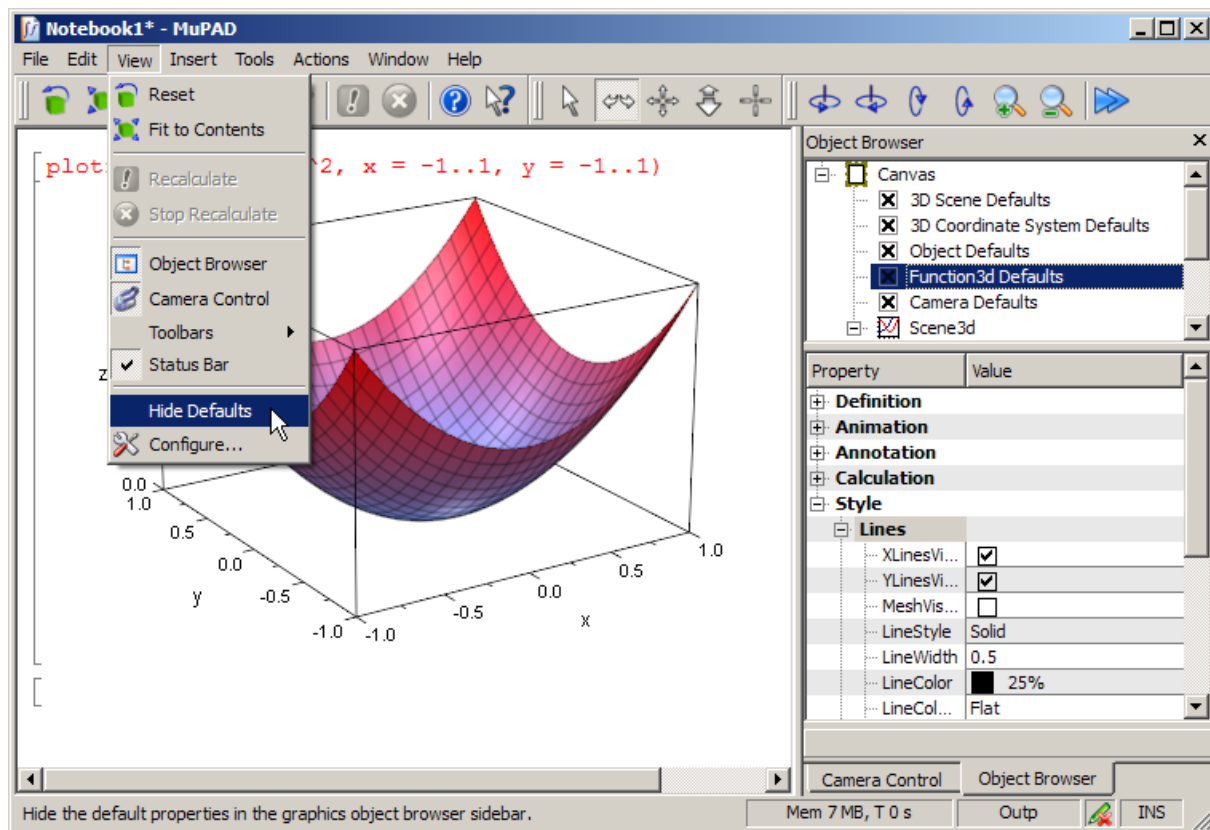 Notebook1* - MuPAD
File Edit View Insert Tools Actions Window Help
Reset
Fit to Contents
Recalculate
Stop Recalculate
Object Browser
Camera Control
Toolbars
Status Bar
Hide Defaults
Configure...
plot 2, x = -1..1, y = -1..1)
z
0.0
1.0
0.5
0.0
y
-0.5
-1.0
-1.0
-0.5
0.0
x
0.5
1.0
Object Browser
Canvas
3D Scene Defaults
3D Coordinate System Defaults
Object Defaults
Function3d Defaults
Camera Defaults
Scene3d
Property Value
Definition
Animation
Annotation
Calculation
Style
Lines
XLinesVi...
YLinesVi...
MeshVis...
LineStyle Solid
LineWidth 0.5
LineColor 25%
LineCol... Flat
Camera Control Object Browser
Hide the default properties in the graphics object browser sidebar. Mem 7 MB, T 0 s Outp INS